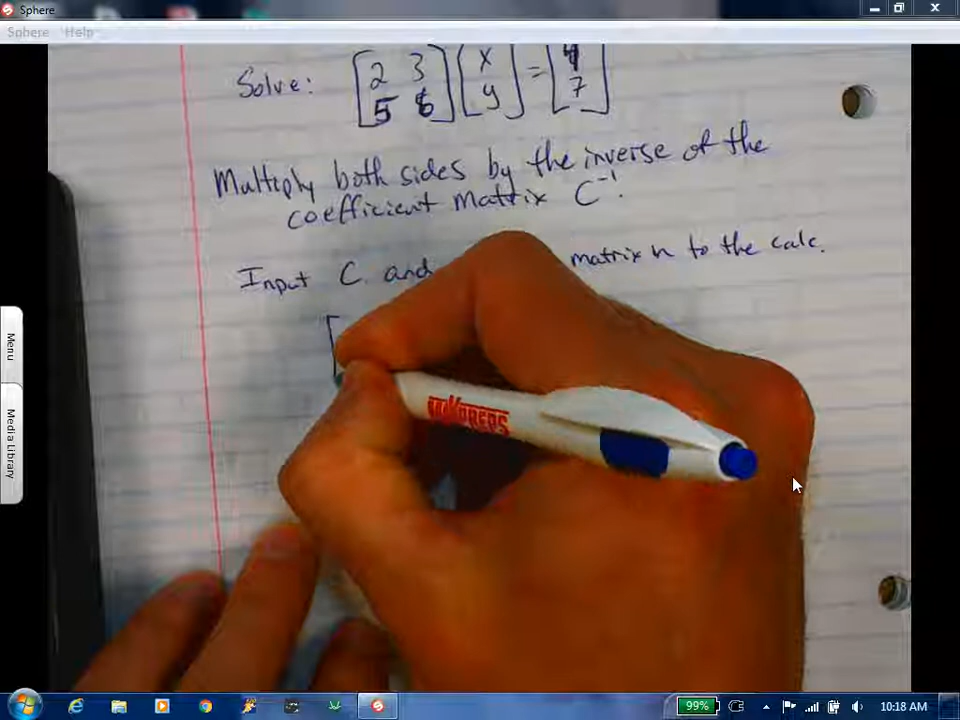 Sphere
Sphere Help
Solve: [2 3 [x = [4
5 6] y] 7]
Multiply both sides by the inverse of the
coefficient matrix C⁻¹.
Input C and matrix n to the calc.
[
Menu
Media Library
99%
10:18 AM